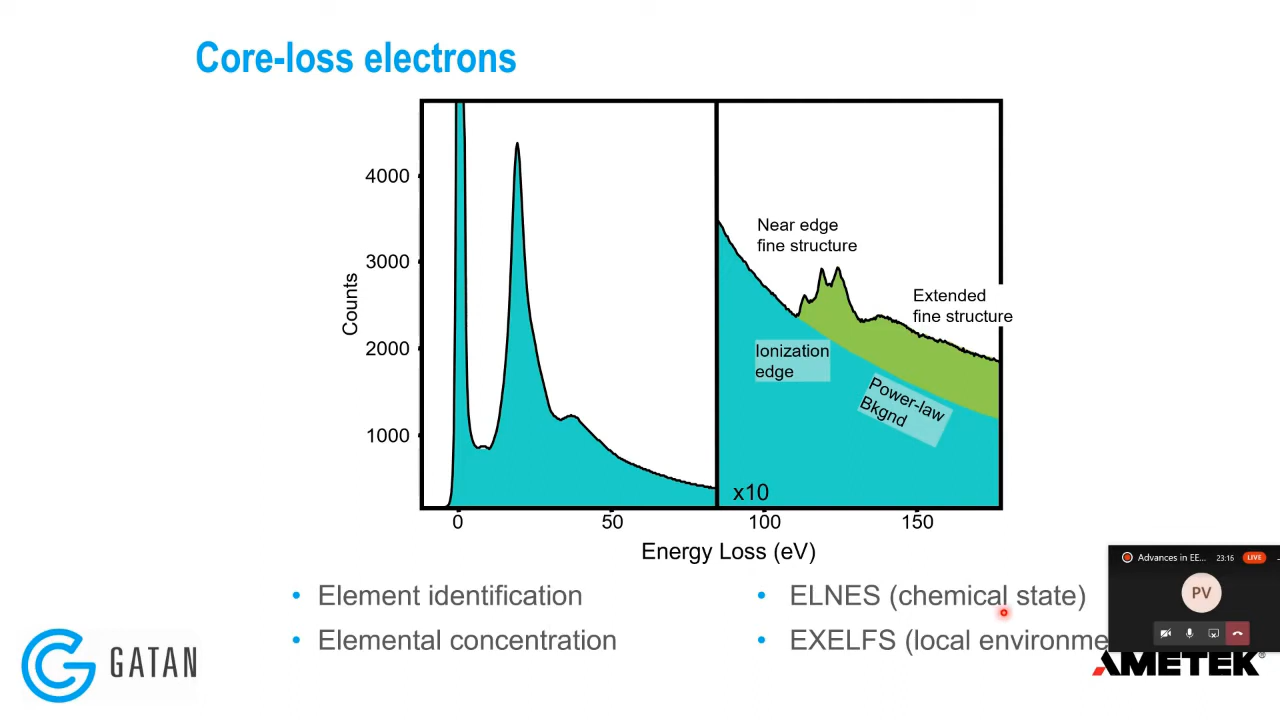 Core-loss electrons
4000
3000
2000
1000
Counts
Near edge
fine structure
Extended
fine structure
Ionization
edge
Power-law
Bkgnd
x10
0
50
100
150
Energy Loss (eV)
• Element identification
• Elemental concentration
• ELNES (chemical state)
• EXELFS (local environme
Advances in EE...
23:16
LIVE
PV
GATAN
AMETEK®